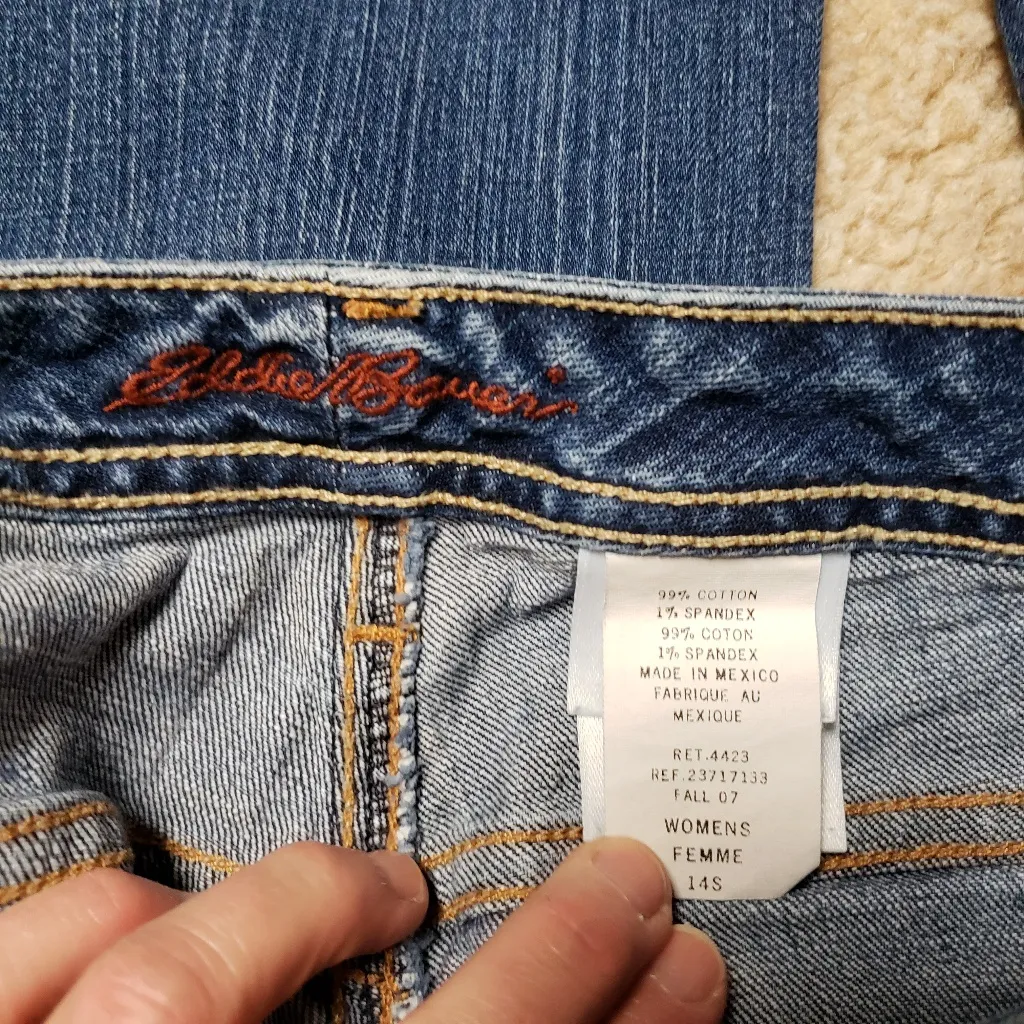 Eddie Bauer
99% COTTON
1% SPANDEX
99% COTON
1% SPANDEX
MADE IN MEXICO
FABRIQUE AU
MEXIQUE
RET.4423
REF.23717133
FALL 07
WOMENS
FEMME
14S